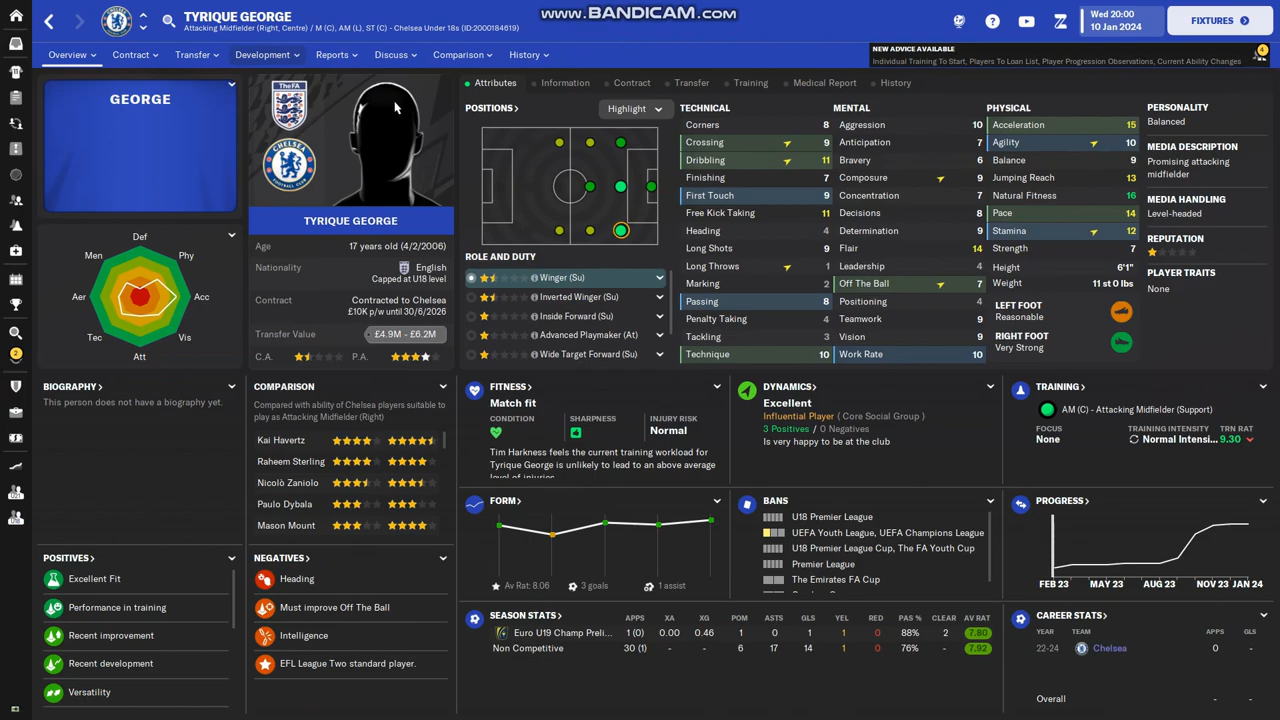 www.BANDICAM.com
TYRIQUE GEORGE
Attacking Midfielder (Right, Centre) / M (C), AM (L), ST (C) - Chelsea Under 18s (ID:2000184619)
Wed 20:00
10 Jan 2024
FIXTURES
Overview
Contract
Transfer
Development
Reports
Discuss
Comparison
History
NEW ADVICE AVAILABLE
Individual Training To Start, Players To Loan List, Player Progression Observations, Current Ability Changes
4
GEORGE
Def
Men Phy
Aer Acc
Tec Vis
Att
The FA
TYRIQUE GEORGE
Age 17 years old (4/2/2006)
Nationality English
Capped at U18 level
Contract Contracted to Chelsea
£10K p/w until 30/6/2026
Transfer Value £4.9M - £6.2M
C.A. P.A.
Attributes Information Contract Transfer Training Medical Report History
POSITIONS
Highlight
ROLE AND DUTY
Winger (Su)
Inverted Winger (Su)
Inside Forward (Su)
Advanced Playmaker (At)
Wide Target Forward (Su)
TECHNICAL
Corners 8
Crossing 9
Dribbling 11
Finishing 7
First Touch 9
Free Kick Taking 11
Heading 4
Long Shots 9
Long Throws 1
Marking 2
Passing 8
Penalty Taking 4
Tackling 3
Technique 10
MENTAL
Aggression 10
Anticipation 7
Bravery 6
Composure 9
Concentration 7
Decisions 8
Determination 9
Flair 14
Leadership 4
Off The Ball 7
Positioning 4
Teamwork 9
Vision 9
Work Rate 10
PHYSICAL
Acceleration 15
Agility 10
Balance 9
Jumping Reach 13
Natural Fitness 16
Pace 14
Stamina 12
Strength 7
Height 6'1"
Weight 11 st 0 lbs
LEFT FOOT
Reasonable
RIGHT FOOT
Very Strong
PERSONALITY
Balanced
MEDIA DESCRIPTION
Promising attacking
midfielder
MEDIA HANDLING
Level-headed
REPUTATION
PLAYER TRAITS
None
BIOGRAPHY
This person does not have a biography yet.
COMPARISON
Compared with ability of Chelsea players suitable
to play as Attacking Midfielder (Right)
Kai Havertz
Raheem Sterling
Nicolò Zaniolo
Paulo Dybala
Mason Mount
FITNESS
Match fit
CONDITION SHARPNESS INJURY RISK
Normal
Tim Harkness feels the current training workload for
Tyrique George is unlikely to lead to an above average
level of injuries.
DYNAMICS
Excellent
Influential Player ( Core Social Group )
3 Positives / 0 Negatives
Is very happy to be at the club
TRAINING
AM (C) - Attacking Midfielder (Support)
FOCUS TRAINING INTENSITY TRN RAT
None Normal Intensi... 9.30
FORM
Av Rat: 8.06 3 goals 1 assist
BANS
U18 Premier League
UEFA Youth League, UEFA Champions League
U18 Premier League Cup, The FA Youth Cup
Premier League
The Emirates FA Cup
PROGRESS
FEB 23 MAY 23 AUG 23 NOV 23 JAN 24
POSITIVES
Excellent Fit
Performance in training
Recent improvement
Recent development
Versatility
NEGATIVES
Heading
Must improve Off The Ball
Intelligence
EFL League Two standard player.
SEASON STATS APPS XA XG POM ASTS GLS YEL RED PAS % CLEAR AV RAT
Euro U19 Champ Preli... 1 (0) 0.00 0.46 1 0 1 1 0 88% 2 7.80
Non Competitive 30 (1) - - 6 17 14 1 0 76% - 7.92
CAREER STATS
YEAR TEAM APPS GLS
22-24 Chelsea 0 -
Overall - -
2
U21
U18